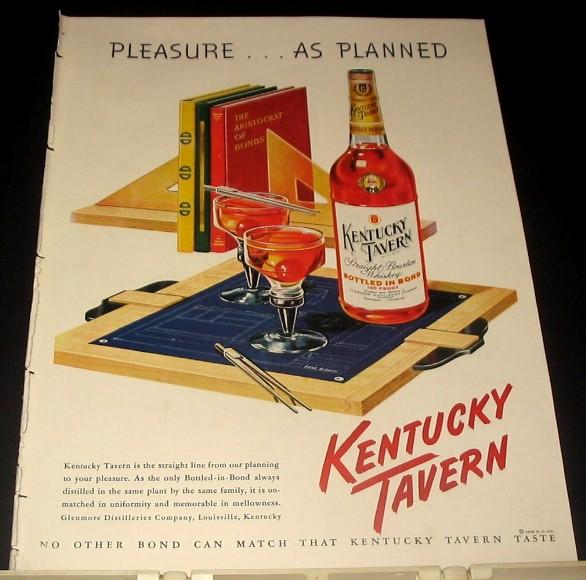 PLEASURE . . . AS PLANNED
THE
ARISTOCRAT
OF
BONDS
KENTUCKY
TAVERN
Straight Bourbon
Whiskey
BOTTLED IN BOND
100 PROOF
KENTUCKY
TAVERN
Kentucky Tavern is the straight line from our planning
to your pleasure. As the only Bottled-in-Bond always
distilled in the same plant by the same family, it is un-
matched in uniformity and memorable in mellowness.
Glenmore Distilleries Company, Louisville, Kentucky
NO OTHER BOND CAN MATCH THAT KENTUCKY TAVERN TASTE